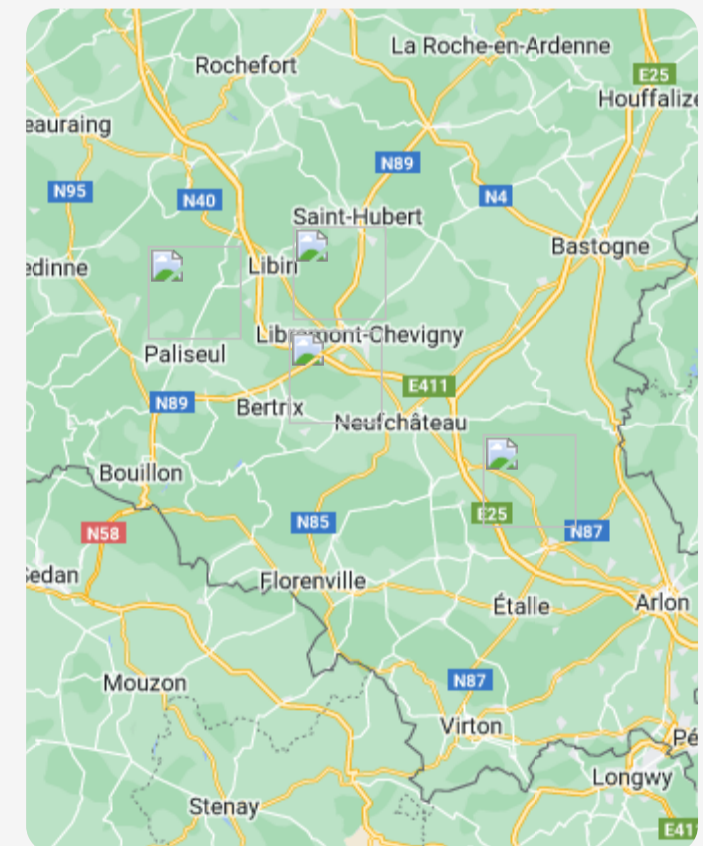 La Roche-en-Ardenne
Rochefort
E25
Houffalize
eauraing
N89
N95
N40
N4
Saint-Hubert
Bastogne
edinne
Libin
Libramont-Chevigny
Paliseul
E411
N89
Bertrix
Neufchâteau
Bouillon
E25
N85
N87
N58
Sedan
Florenville
Étalle
Arlon
N87
Mouzon
Virton
Pé
Longwy
Stenay
E41